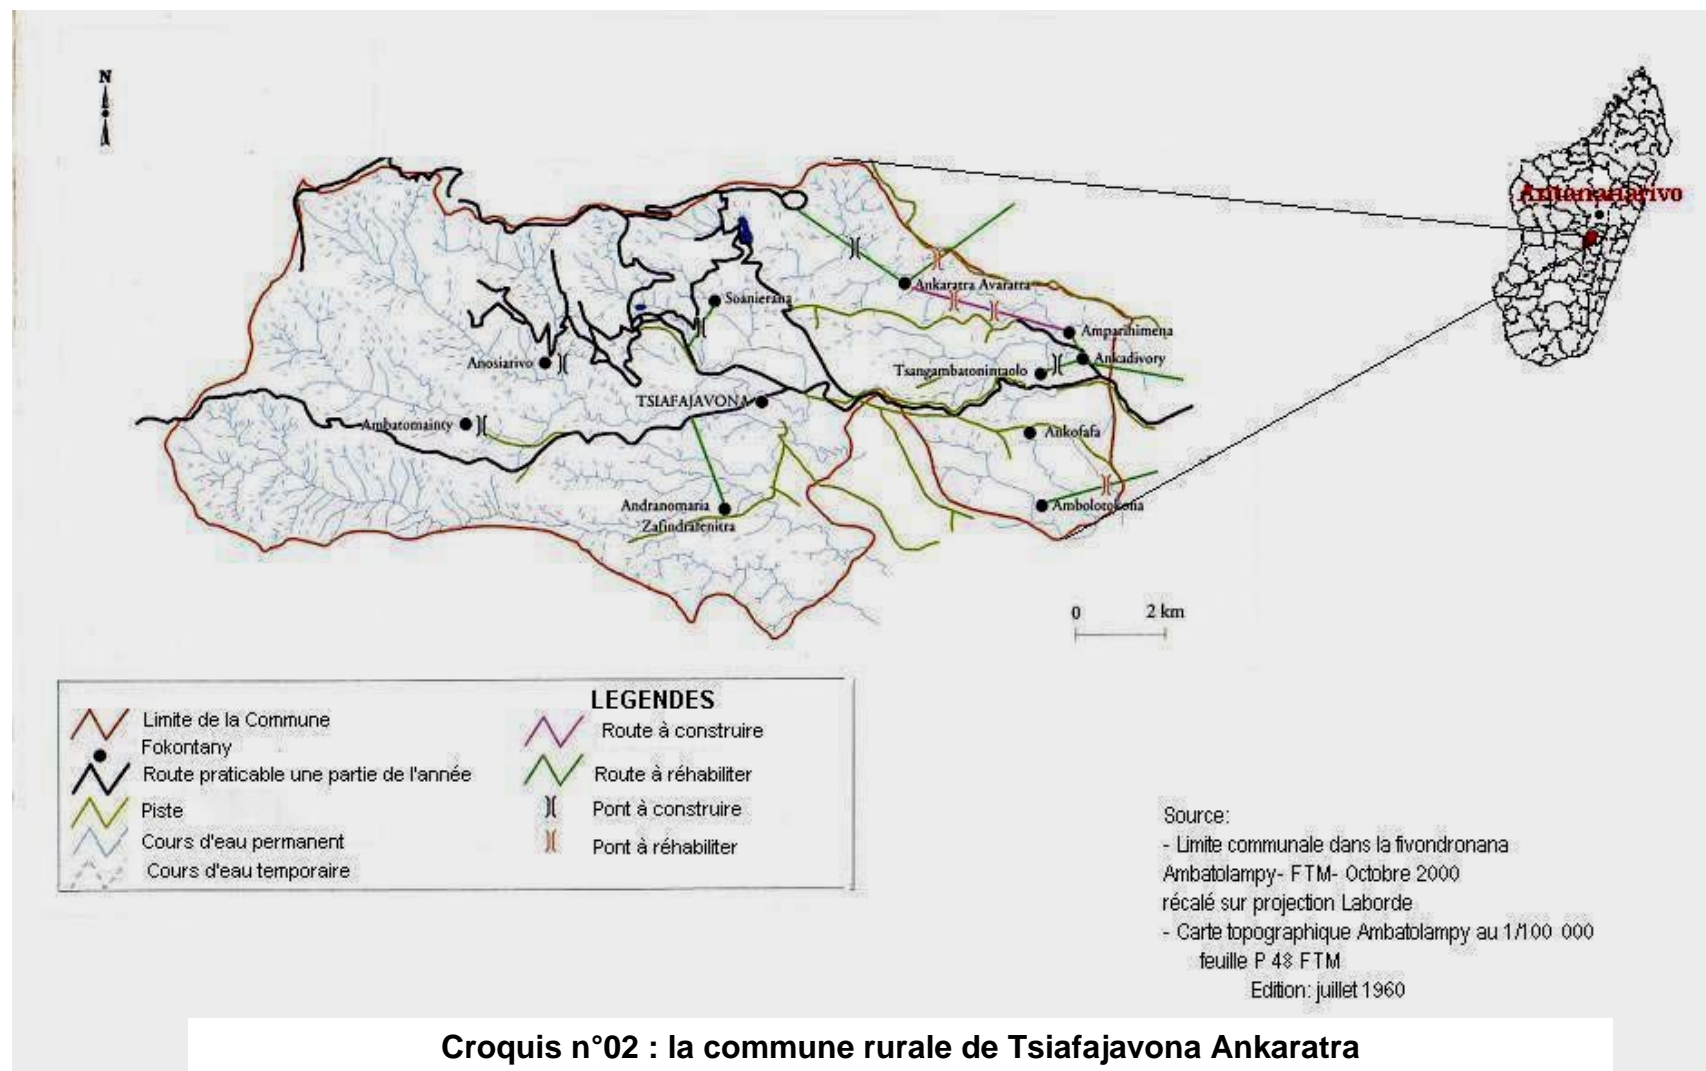 N
Antananarivo
Ankaratra Avaratra
Soanierana
Amparihimena
Ankadivory
Anosiarivo
Tsangambatonintaolo
TSIAFAJAVONA
Ambatomainty
Ankofafa
Andranomaria
Zafindrafenitra
Ambolotokona
0 2 km
LEGENDES
Limite de la Commune
Fokontany
Route praticable une partie de l'année
Piste
Cours d'eau permanent
Cours d'eau temporaire
Route à construire
Route à réhabiliter
Pont à construire
Pont à réhabiliter
Source:
- Limite communale dans la fivondronana
Ambatolampy- FTM- Octobre 2000
récalé sur projection Laborde
- Carte topographique Ambatolampy au 1/100 000
feuille P 48 FTM
Edition: juillet 1960
Croquis n°02 : la commune rurale de Tsiafajavona Ankaratra